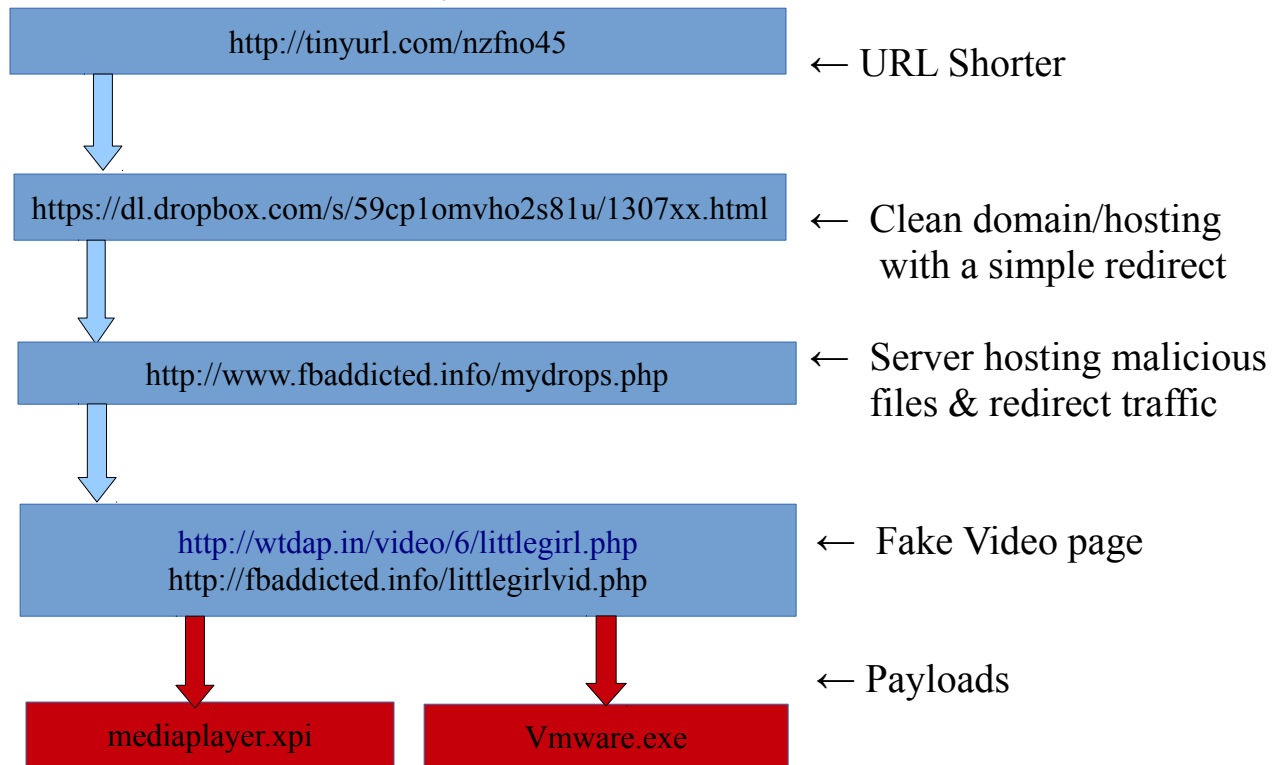 http://tinyurl.com/nzfno45
← URL Shorter
https://dl.dropbox.com/s/59cp1omvho2s81u/1307xx.html
← Clean domain/hosting
with a simple redirect
http://www.fbaddicted.info/mydrops.php
← Server hosting malicious
files & redirect traffic
http://wtdap.in/video/6/littlegirl.php
http://fbaddicted.info/littlegirlvid.php
← Fake Video page
← Payloads
mediaplayer.xpi
Vmware.exe